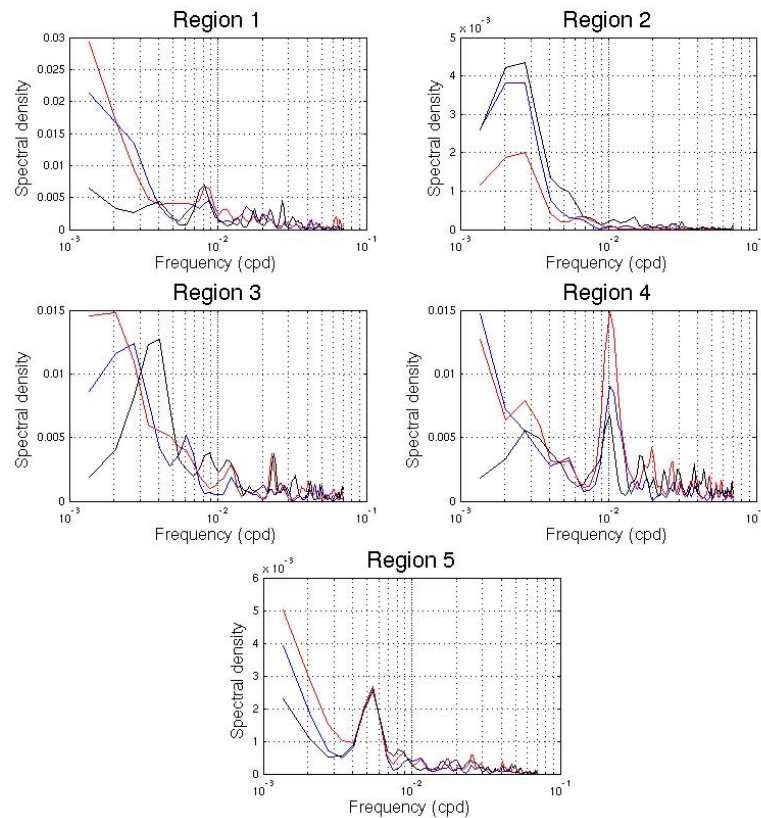 Region 1
0.03
0.025
0.02
0.015
0.01
0.005
0
Spectral density
10⁻³ 10⁻² 10⁻¹
Frequency (cpd)
Region 2
x 10⁻³
5
4
3
2
1
0
Spectral density
10⁻³ 10⁻² 10⁻¹
Frequency (cpd)
Region 3
0.015
0.01
0.005
0
Spectral density
10⁻³ 10⁻² 10⁻¹
Frequency (cpd)
Region 4
0.015
0.01
0.005
0
Spectral density
10⁻³ 10⁻² 10⁻¹
Frequency (cpd)
Region 5
x 10⁻³
6
5
4
3
2
1
0
Spectral density
10⁻³ 10⁻² 10⁻¹
Frequency (cpd)